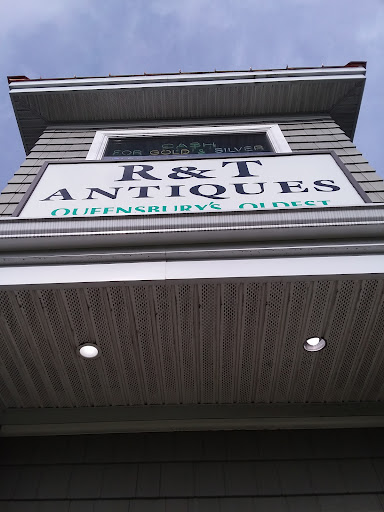 CASH
FOR GOLD & SILVER
R&T
ANTIQUES
QUEENSBURY'S OLDEST